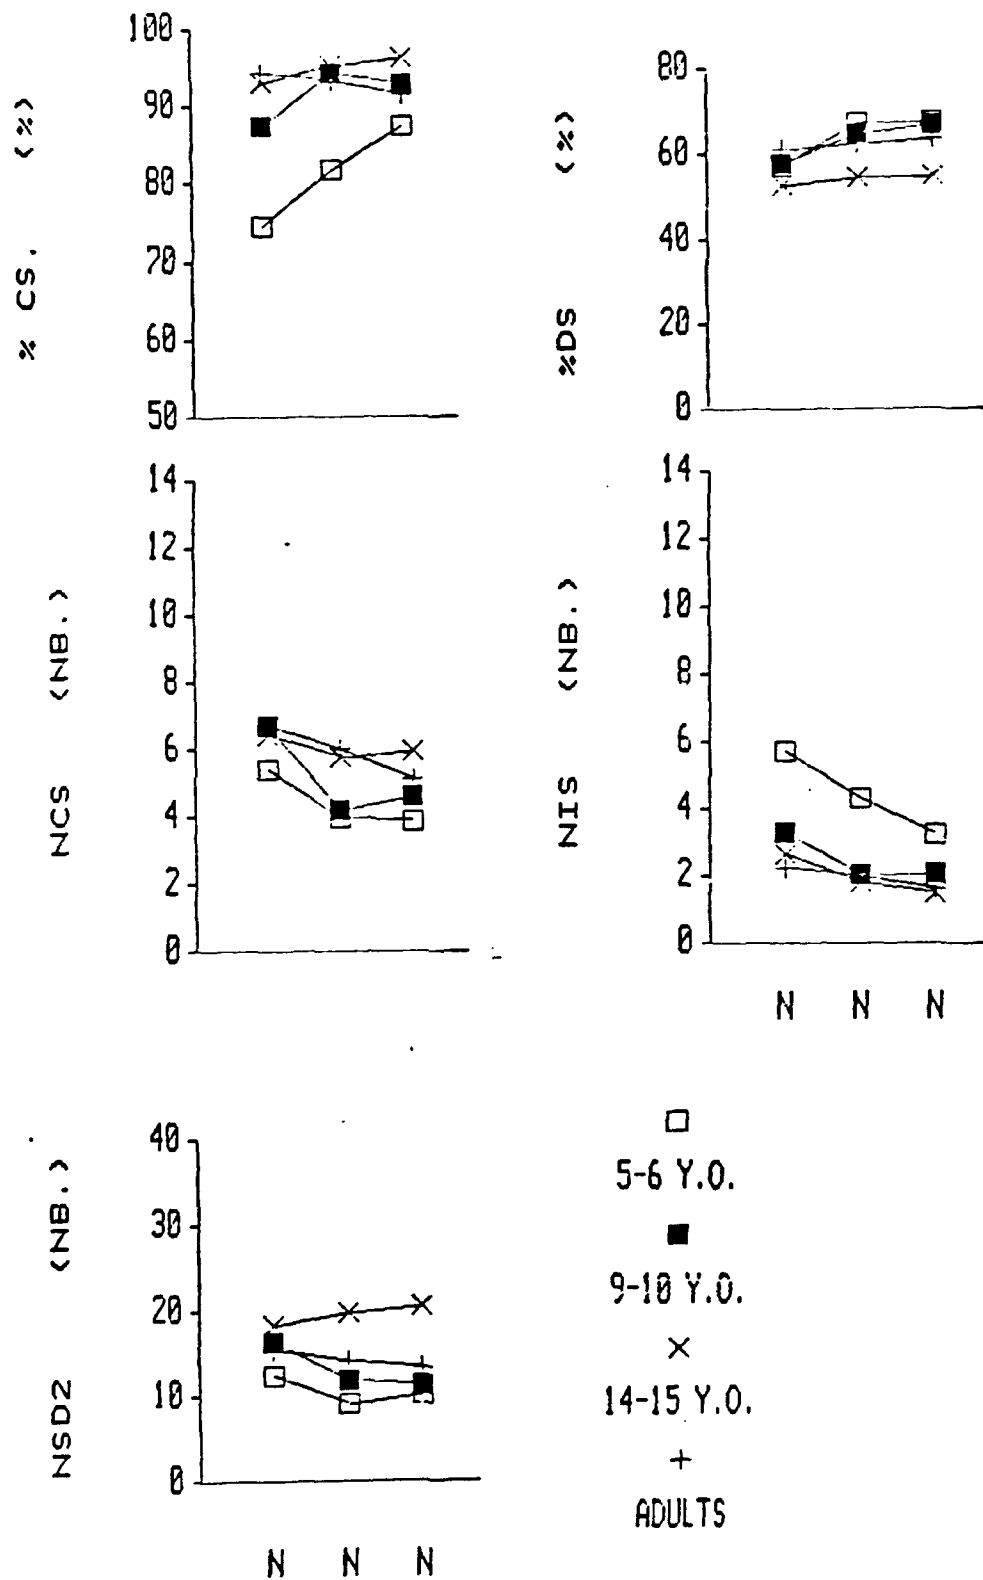 % CS. (%)
100
90
80
70
60
50
%DS (%)
80
60
40
20
0
NCS (NB.)
14
12
10
8
6
4
2
0
NIS (NB.)
14
12
10
8
6
4
2
0
N N N
NSD2 (NB.)
40
30
20
10
0
N N N
5-6 Y.O.
9-10 Y.O.
14-15 Y.O.
ADULTS